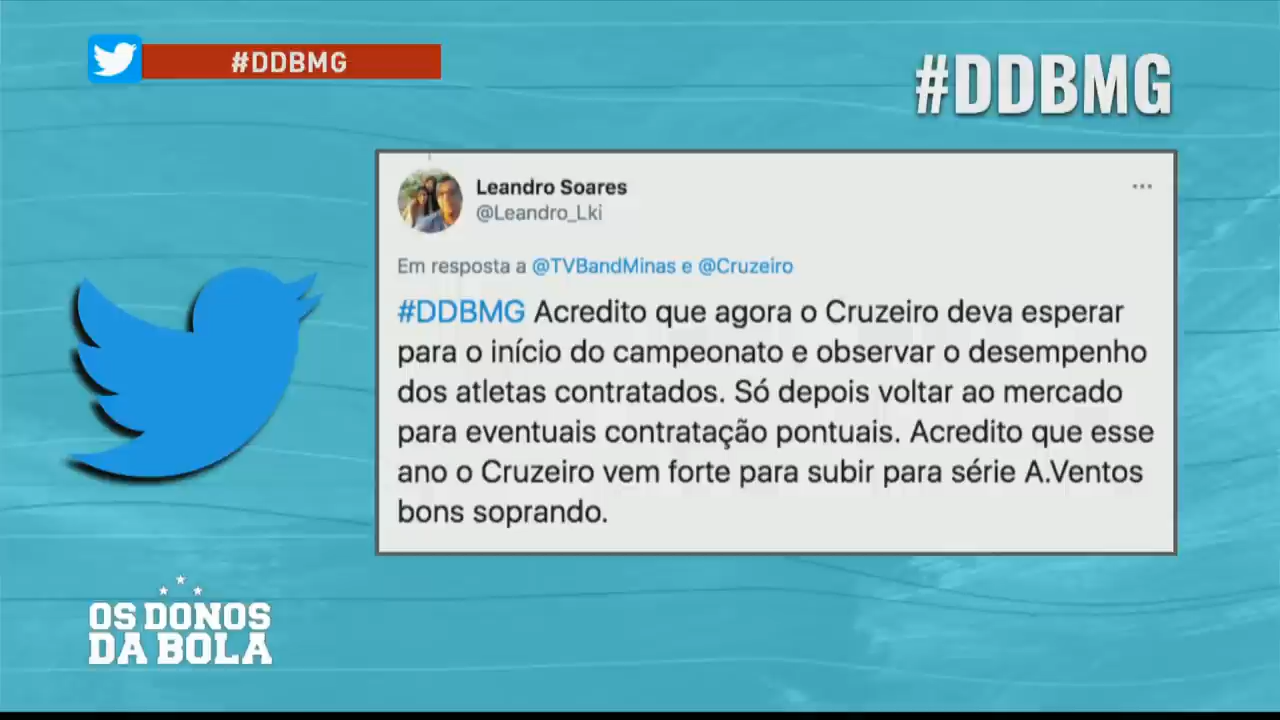 #DDBMG
#DDBMG
Leandro Soares
@Leandro_Lki
Em resposta a @TVBandMinas e @Cruzeiro
#DDBMG Acredito que agora o Cruzeiro deva esperar
para o início do campeonato e observar o desempenho
dos atletas contratados. Só depois voltar ao mercado
para eventuais contratação pontuais. Acredito que esse
ano o Cruzeiro vem forte para subir para série A.Ventos
bons soprando.
OS DONOS
DA BOLA